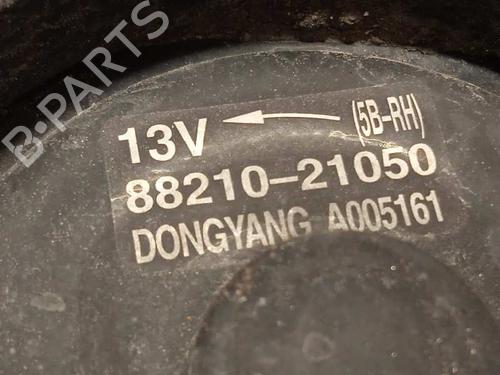 B-PARTS
13V (5B-RH)
88210-21050
DONGYANG A005161